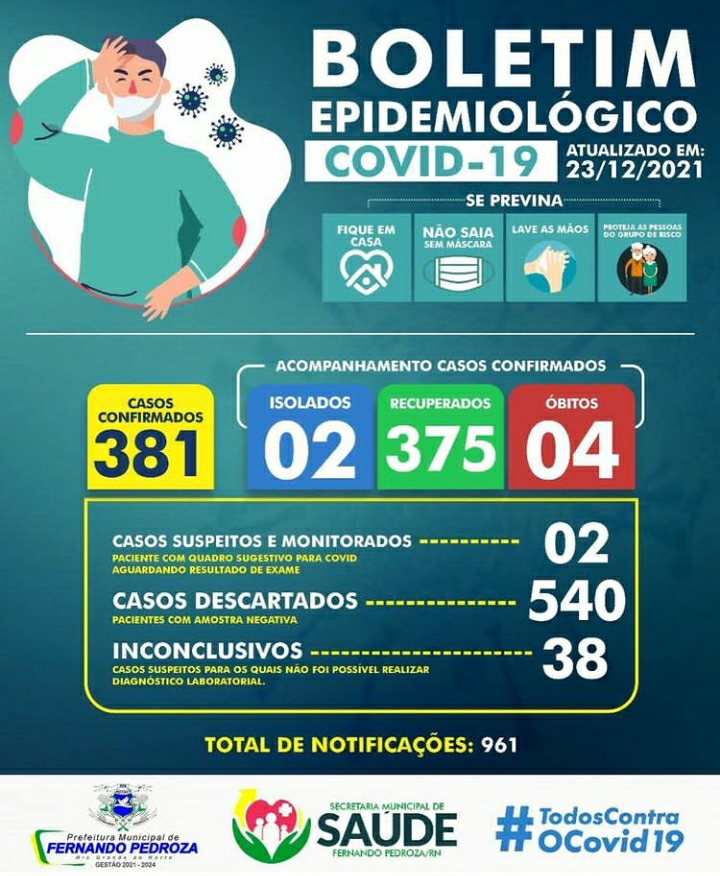 BOLETIM
EPIDEMIOLÓGICO
COVID-19
ATUALIZADO EM:
23/12/2021
SE PREVINA
FIQUE EM
CASA
NÃO SAIA
SEM MÁSCARA
LAVE AS MÃOS
PROTEJA AS PESSOAS
DO GRUPO DE RISCO
ACOMPANHAMENTO CASOS CONFIRMADOS
CASOS
CONFIRMADOS
381
ISOLADOS
02
RECUPERADOS
375
ÓBITOS
04
CASOS SUSPEITOS E MONITORADOS ---------- 02
PACIENTE COM QUADRO SUGESTIVO PARA COVID
AGUARDANDO RESULTADO DE EXAME
CASOS DESCARTADOS --------------- 540
PACIENTES COM AMOSTRA NEGATIVA
INCONCLUSIVOS ---------------------- 38
CASOS SUSPEITOS PARA OS QUAIS NÃO FOI POSSÍVEL REALIZAR
DIAGNÓSTICO LABORATORIAL.
TOTAL DE NOTIFICAÇÕES: 961
Prefeitura Municipal de
FERNANDO PEDROZA
Rio Grande do Norte
GESTÃO 2021 - 2024
SECRETARIA MUNICIPAL DE
SAÚDE
FERNANDO PEDROZA/RN
#TodosContra
OCovid19